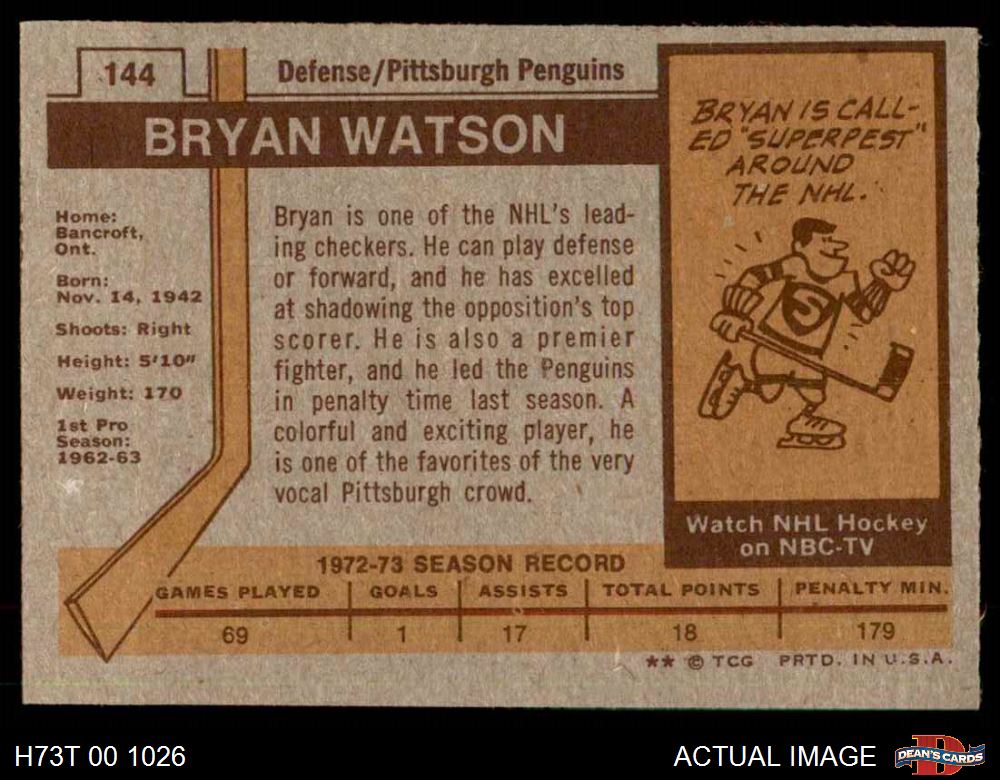 144
Defense/Pittsburgh Penguins
BRYAN WATSON
Home:
Bancroft,
Ont.
Born:
Nov. 14, 1942
Shoots: Right
Height: 5'10"
Weight: 170
1st Pro
Season:
1962-63
Bryan is one of the NHL's lead-
ing checkers. He can play defense
or forward, and he has excelled
at shadowing the opposition's top
scorer. He is also a premier
fighter, and he led the Penguins
in penalty time last season. A
colorful and exciting player, he
is one of the favorites of the very
vocal Pittsburgh crowd.
BRYAN IS CALL-
ED "SUPERPEST"
AROUND
THE NHL.
S
Watch NHL Hockey
on NBC-TV
1972-73 SEASON RECORD
GAMES PLAYED GOALS ASSISTS TOTAL POINTS PENALTY MIN.
69 1 17 18 179
** © TCG PRTD. IN U.S.A.
H73T 00 1026
ACTUAL IMAGE
D
DEAN'S CARDS